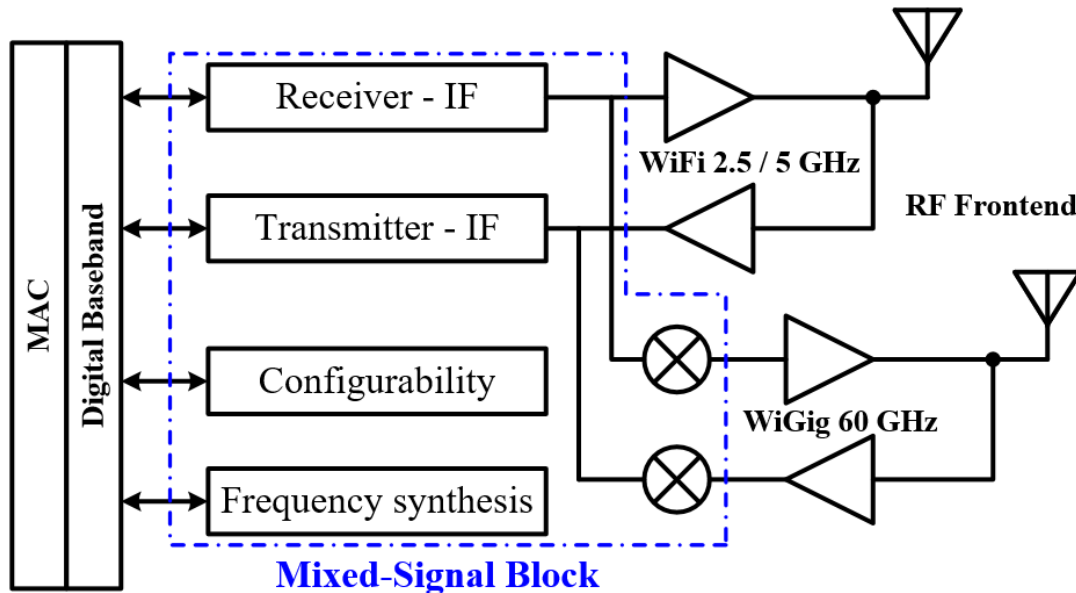 MAC
Digital Baseband
Receiver - IF
Transmitter - IF
Configurability
Frequency synthesis
Mixed-Signal Block
WiFi 2.5 / 5 GHz
RF Frontend
WiGig 60 GHz